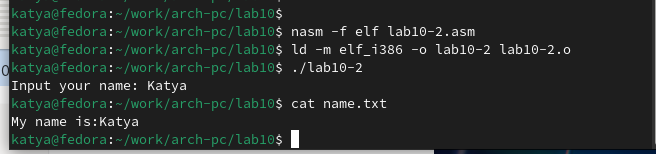 katya@fedora:~/work/arch-pc/lab10$
katya@fedora:~/work/arch-pc/lab10$ nasm -f elf lab10-2.asm
katya@fedora:~/work/arch-pc/lab10$ ld -m elf_i386 -o lab10-2 lab10-2.o
katya@fedora:~/work/arch-pc/lab10$ ./lab10-2
Input your name: Katya
katya@fedora:~/work/arch-pc/lab10$ cat name.txt
My name is:Katya
katya@fedora:~/work/arch-pc/lab10$